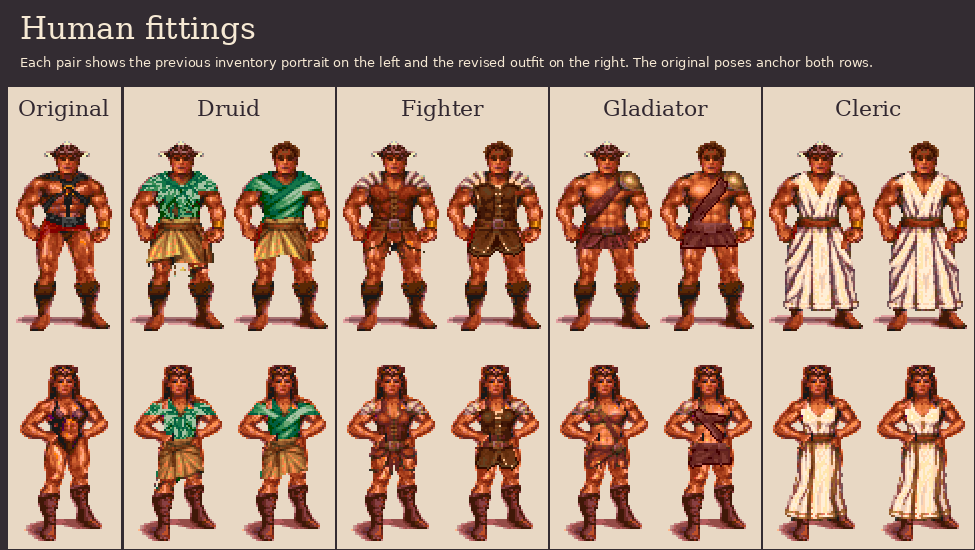 Human fittings
Each pair shows the previous inventory portrait on the left and the revised outfit on the right. The original poses anchor both rows.
Original Druid Fighter Gladiator Cleric